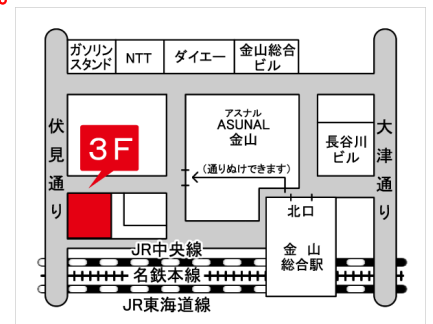 ガソリン
スタンド
NTT
ダイエー
金山総合
ビル
伏見通り
3F
アスナル
ASUNAL
金山
(通りぬけできます)
長谷川
ビル
大津通り
北口
金山
総合駅
JR中央線
名鉄本線
JR東海道線